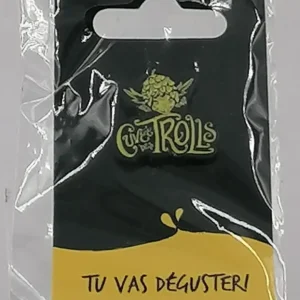 Cuvée
des
TROLLS
TU VAS DÉGUSTER!